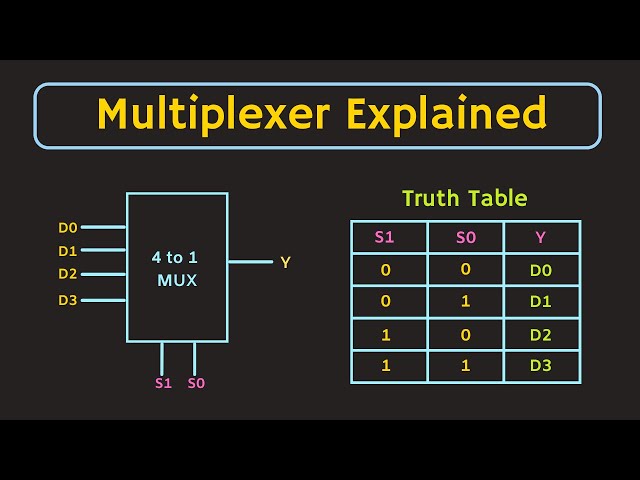 Multiplexer Explained
D0
D1
D2
D3
4 to 1
MUX
Y
S1 S0
Truth Table
S1 S0 Y
0 0 D0
0 1 D1
1 0 D2
1 1 D3